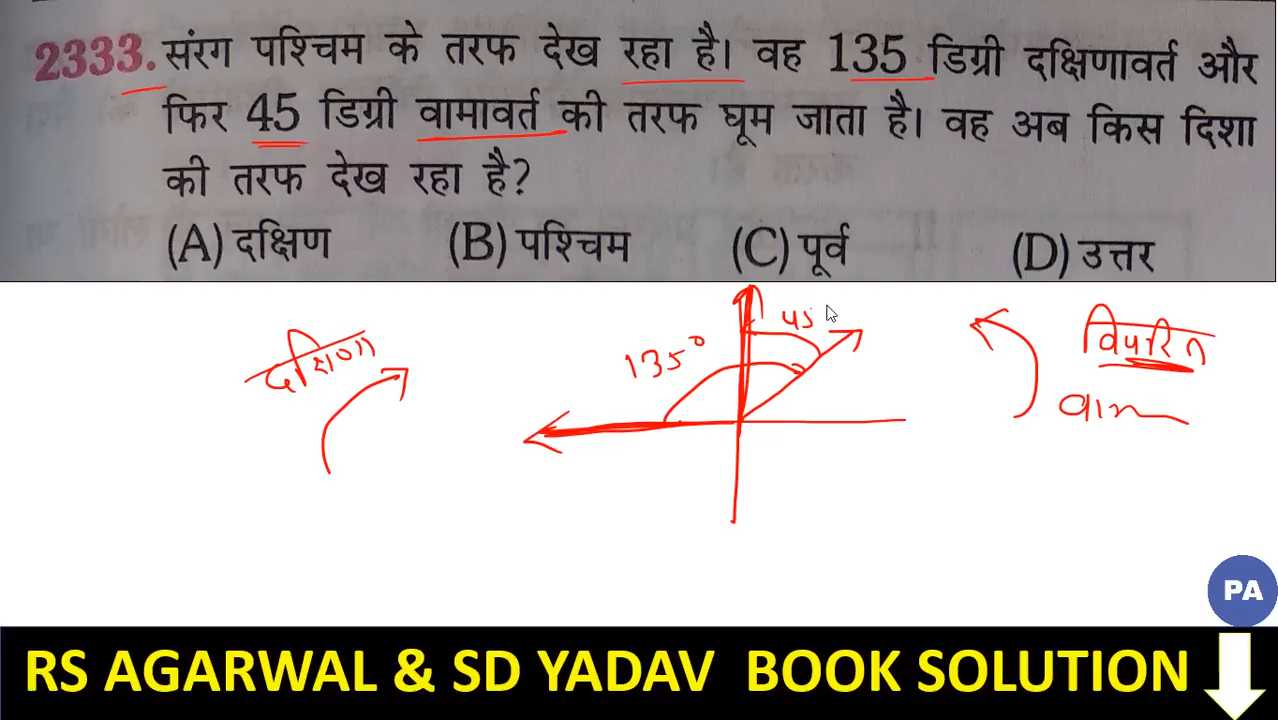 2333. संरग पश्चिम के तरफ देख रहा है। वह 135 डिग्री दक्षिणावर्त और
फिर 45 डिग्री वामावर्त की तरफ घूम जाता है। वह अब किस दिशा
की तरफ देख रहा है?
(A) दक्षिण (B) पश्चिम (C) पूर्व (D) उत्तर
135° 45
विपरित
वाम
PA
RS AGARWAL & SD YADAV BOOK SOLUTION